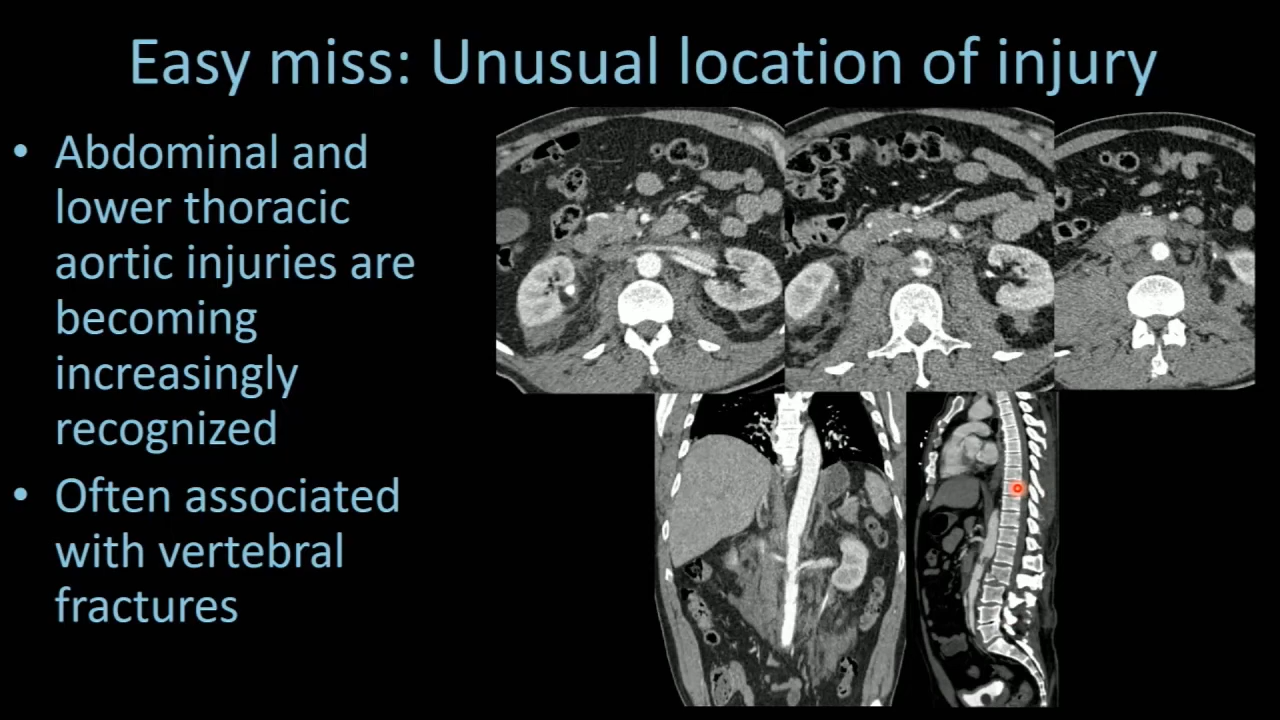 Easy miss: Unusual location of injury
• Abdominal and
lower thoracic
aortic injuries are
becoming
increasingly
recognized
• Often associated
with vertebral
fractures